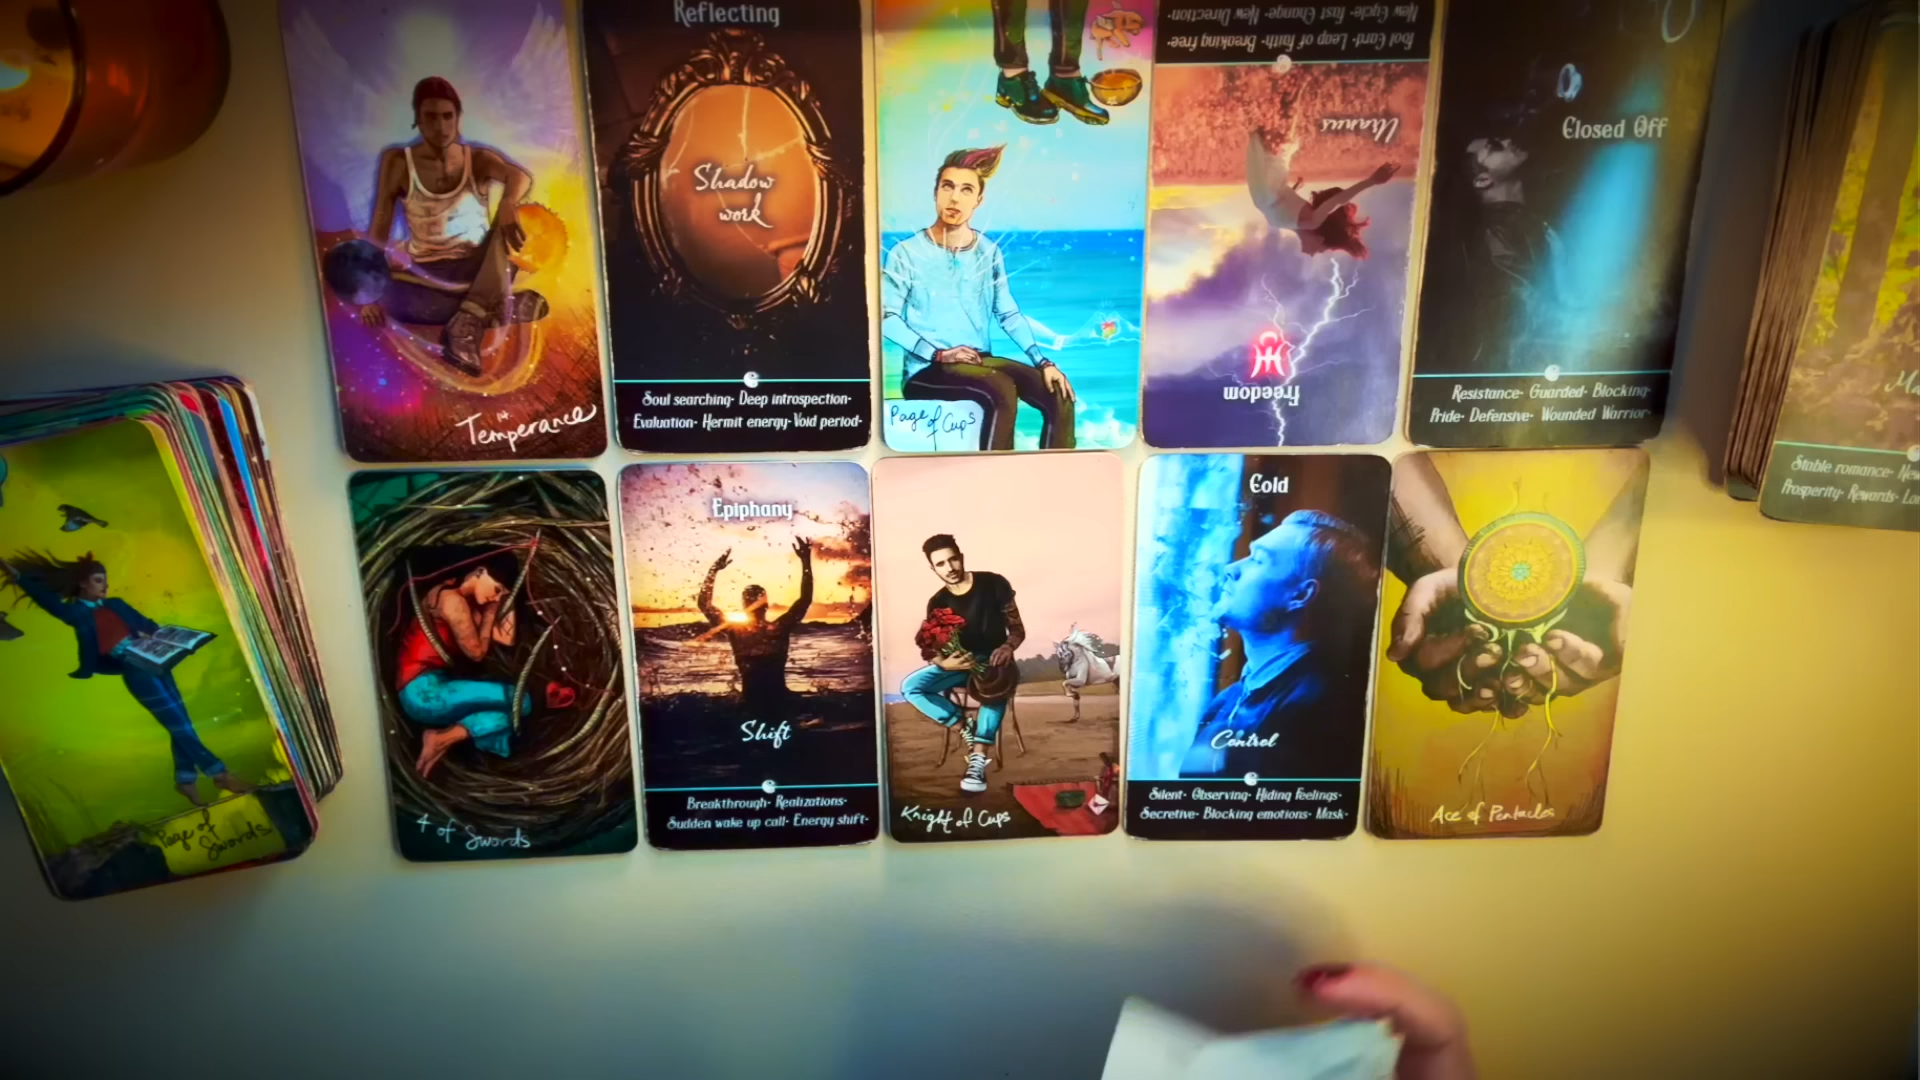 Reflecting
Shadow
work
Soul searching· Deep introspection·
Evaluation· Hermit energy· Void period·
14
Temperance
Page of Cups
Fool Card· Leap of faith· Breaking free·
New Cycle· Fast Change· New Direction·
Uranus
Freedom
Closed Off
Resistance· Guarded· Blocking·
Pride· Defensive· Wounded Warrior·
Page of
Swords
4 of Swords
Epiphany
Shift
Breakthrough· Realizations·
Sudden wake up call· Energy shift·
Knight of Cups
Cold
Control
Silent· Observing· Hiding feelings·
Secretive· Blocking emotions· Mask·
Ace of Pentacles
Stable romance·
Prosperity· Rewards·